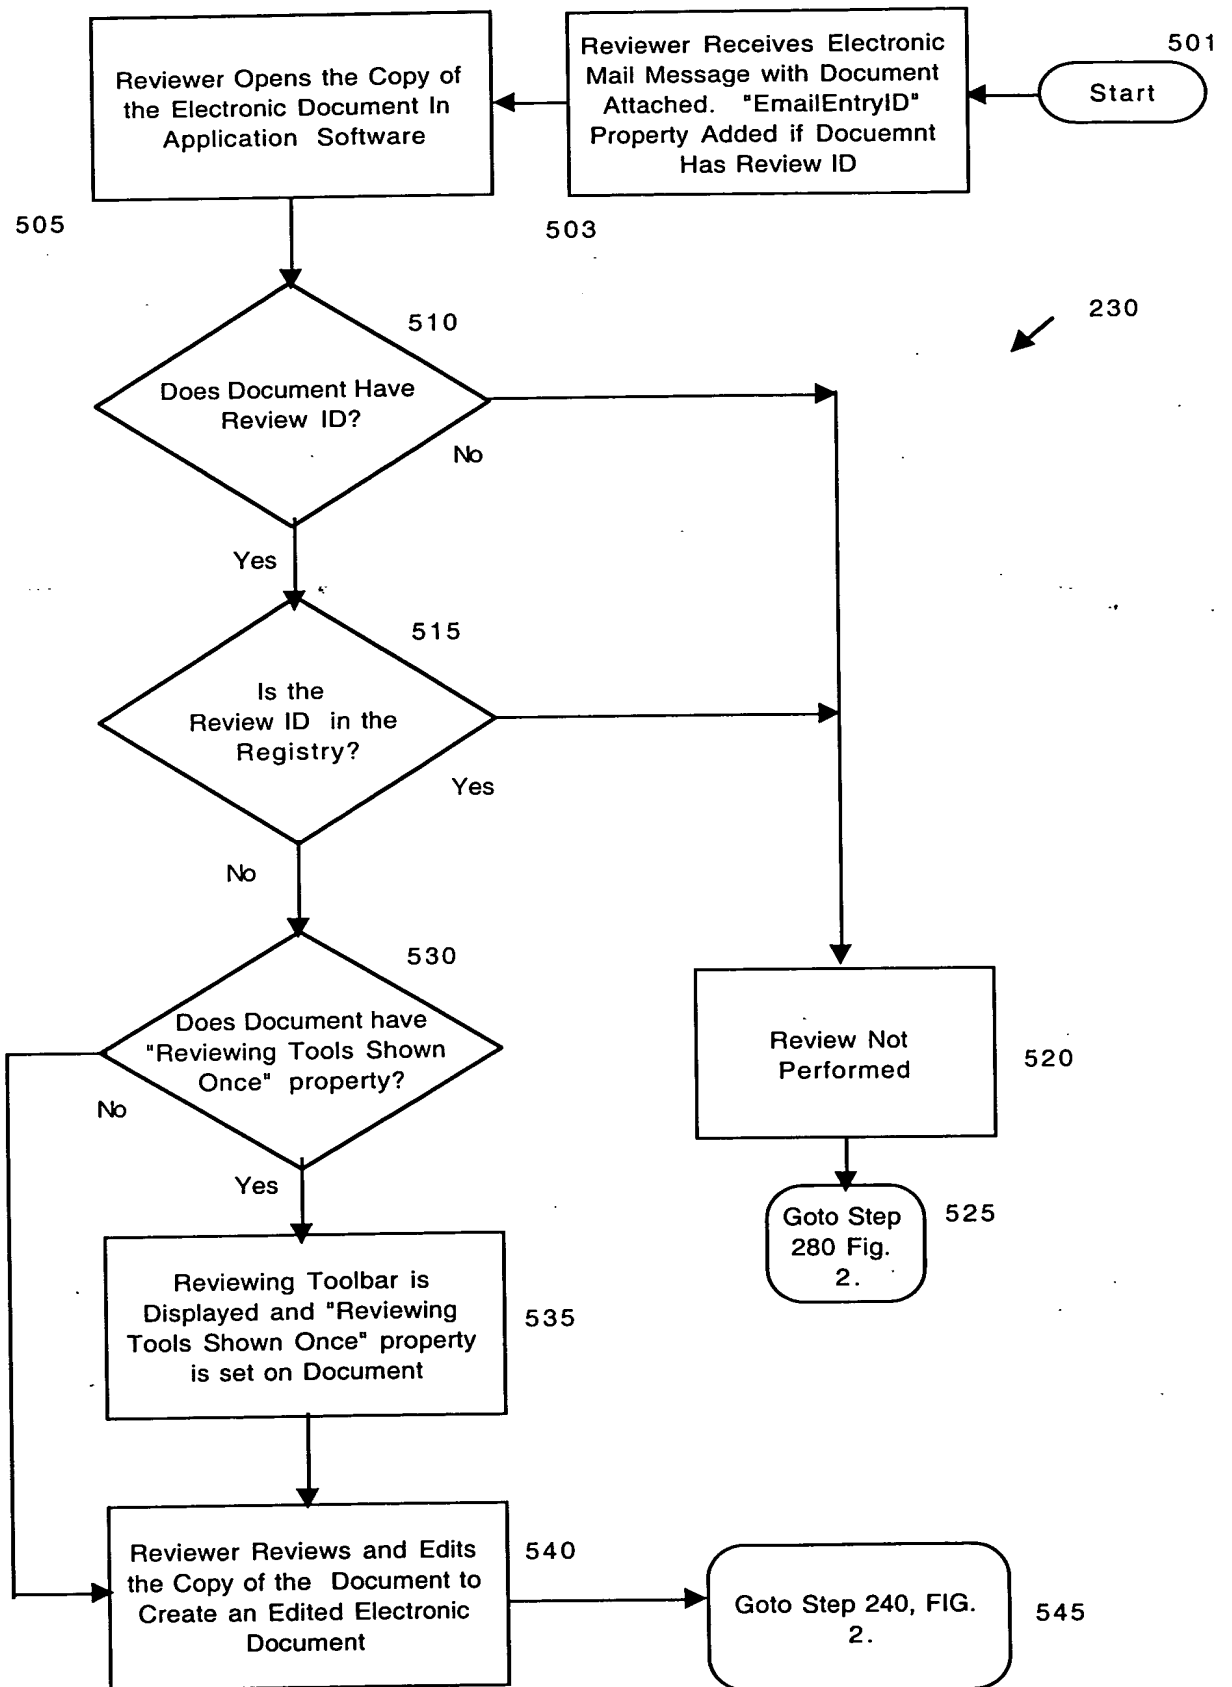 501
Start
Reviewer Receives Electronic
Mail Message with Document
Attached. "EmailEntryID"
Property Added if Docuemnt
Has Review ID
503
Reviewer Opens the Copy of
the Electronic Document In
Application Software
505
230
510
Does Document Have
Review ID?
No
Yes
515
Is the
Review ID in the
Registry?
Yes
No
530
Does Document have
"Reviewing Tools Shown
Once" property?
No
Yes
Review Not
Performed
520
Goto Step
280 Fig.
2.
525
Reviewing Toolbar is
Displayed and "Reviewing
Tools Shown Once" property
is set on Document
535
Reviewer Reviews and Edits
the Copy of the Document to
Create an Edited Electronic
Document
540
Goto Step 240, FIG.
2.
545